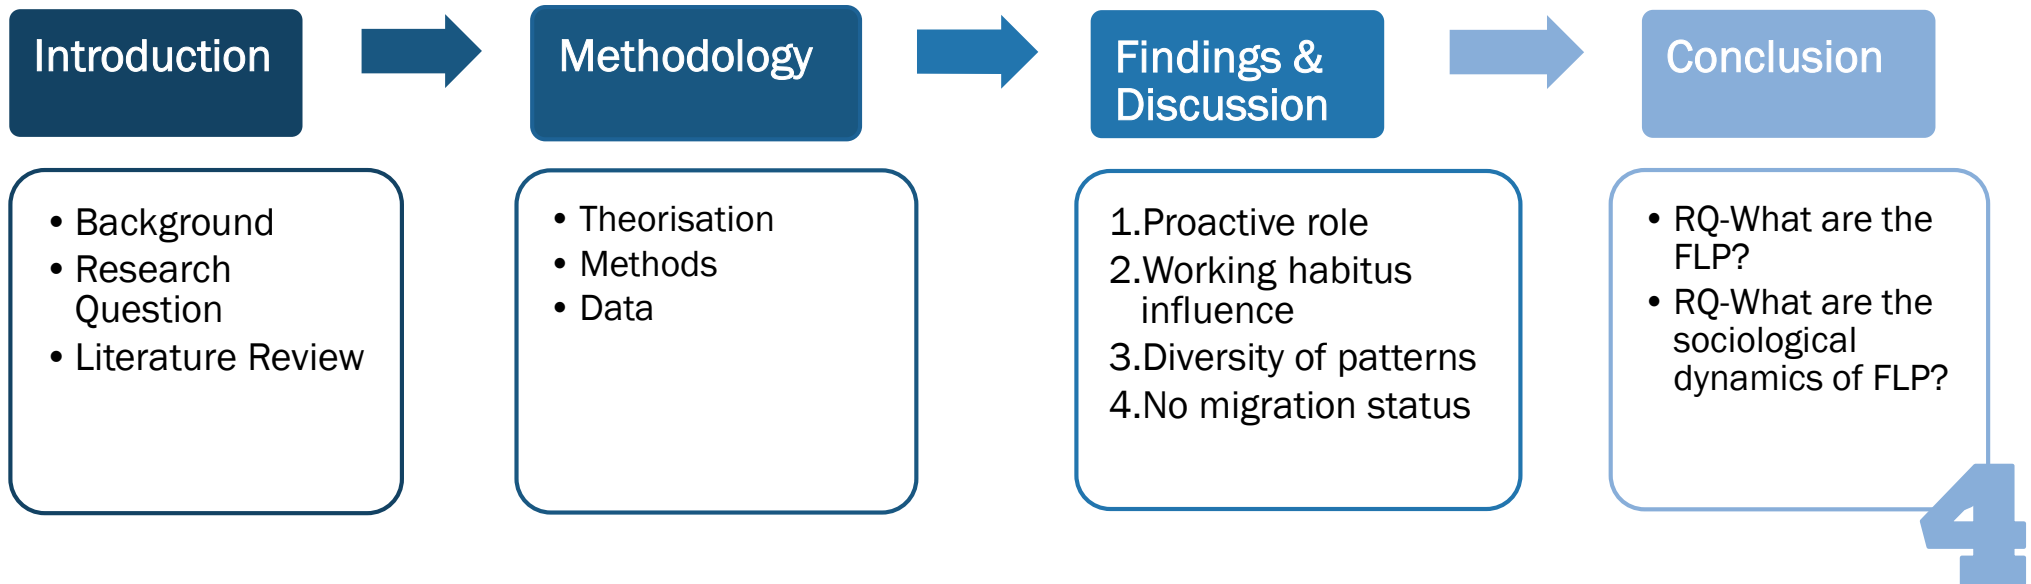 Introduction
Methodology
Findings &
Discussion
Conclusion
• Background
• Research
Question
• Literature Review
• Theorisation
• Methods
• Data
1.Proactive role
2.Working habitus
influence
3.Diversity of patterns
4.No migration status
• RQ-What are the
FLP?
• RQ-What are the
sociological
dynamics of FLP?
4